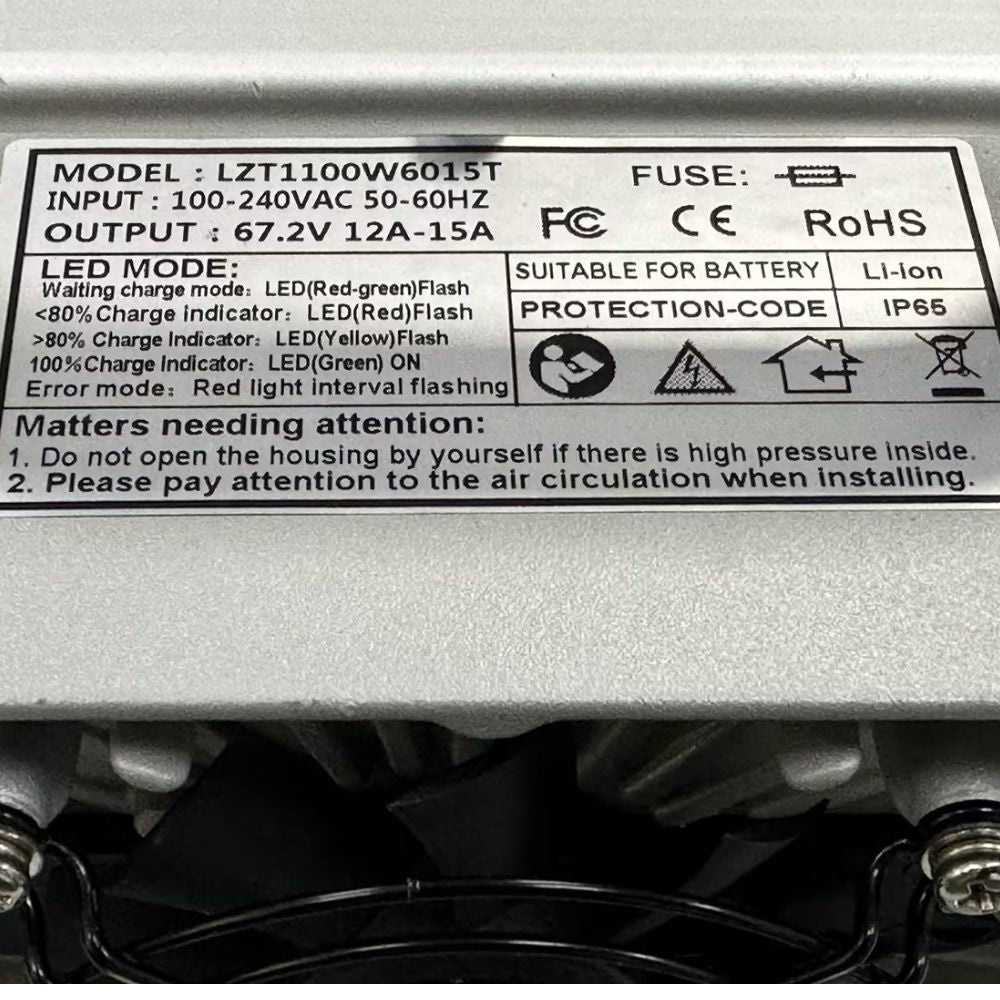 MODEL : LZT1100W6015T
INPUT : 100-240VAC 50-60HZ
OUTPUT : 67.2V 12A-15A
FUSE:
FC CE RoHS
LED MODE:
Waiting charge mode: LED(Red-green)Flash
<80% Charge indicator: LED(Red)Flash
>80% Charge Indicator: LED(Yellow)Flash
100%Charge Indicator: LED(Green) ON
Error mode: Red light interval flashing
SUITABLE FOR BATTERY Li-ion
PROTECTION-CODE IP65
Matters needing attention:
1. Do not open the housing by yourself if there is high pressure inside.
2. Please pay attention to the air circulation when installing.